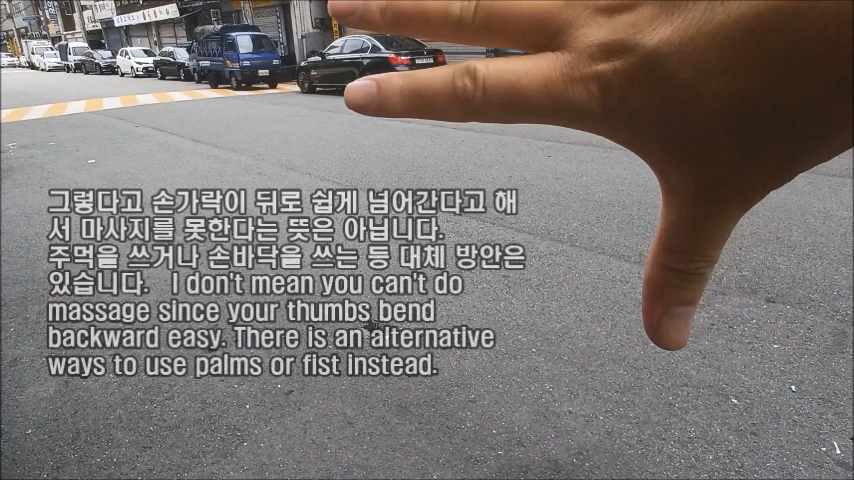 그렇다고 손가락이 뒤로 쉽게 넘어간다고 해
서 마사지를 못한다는 뜻은 아닙니다.
주먹을 쓰거나 손바닥을 쓰는 등 대체 방안은
있습니다. I don't mean you can't do
massage since your thumbs bend
backward easy. There is an alternative
ways to use palms or fist instead.